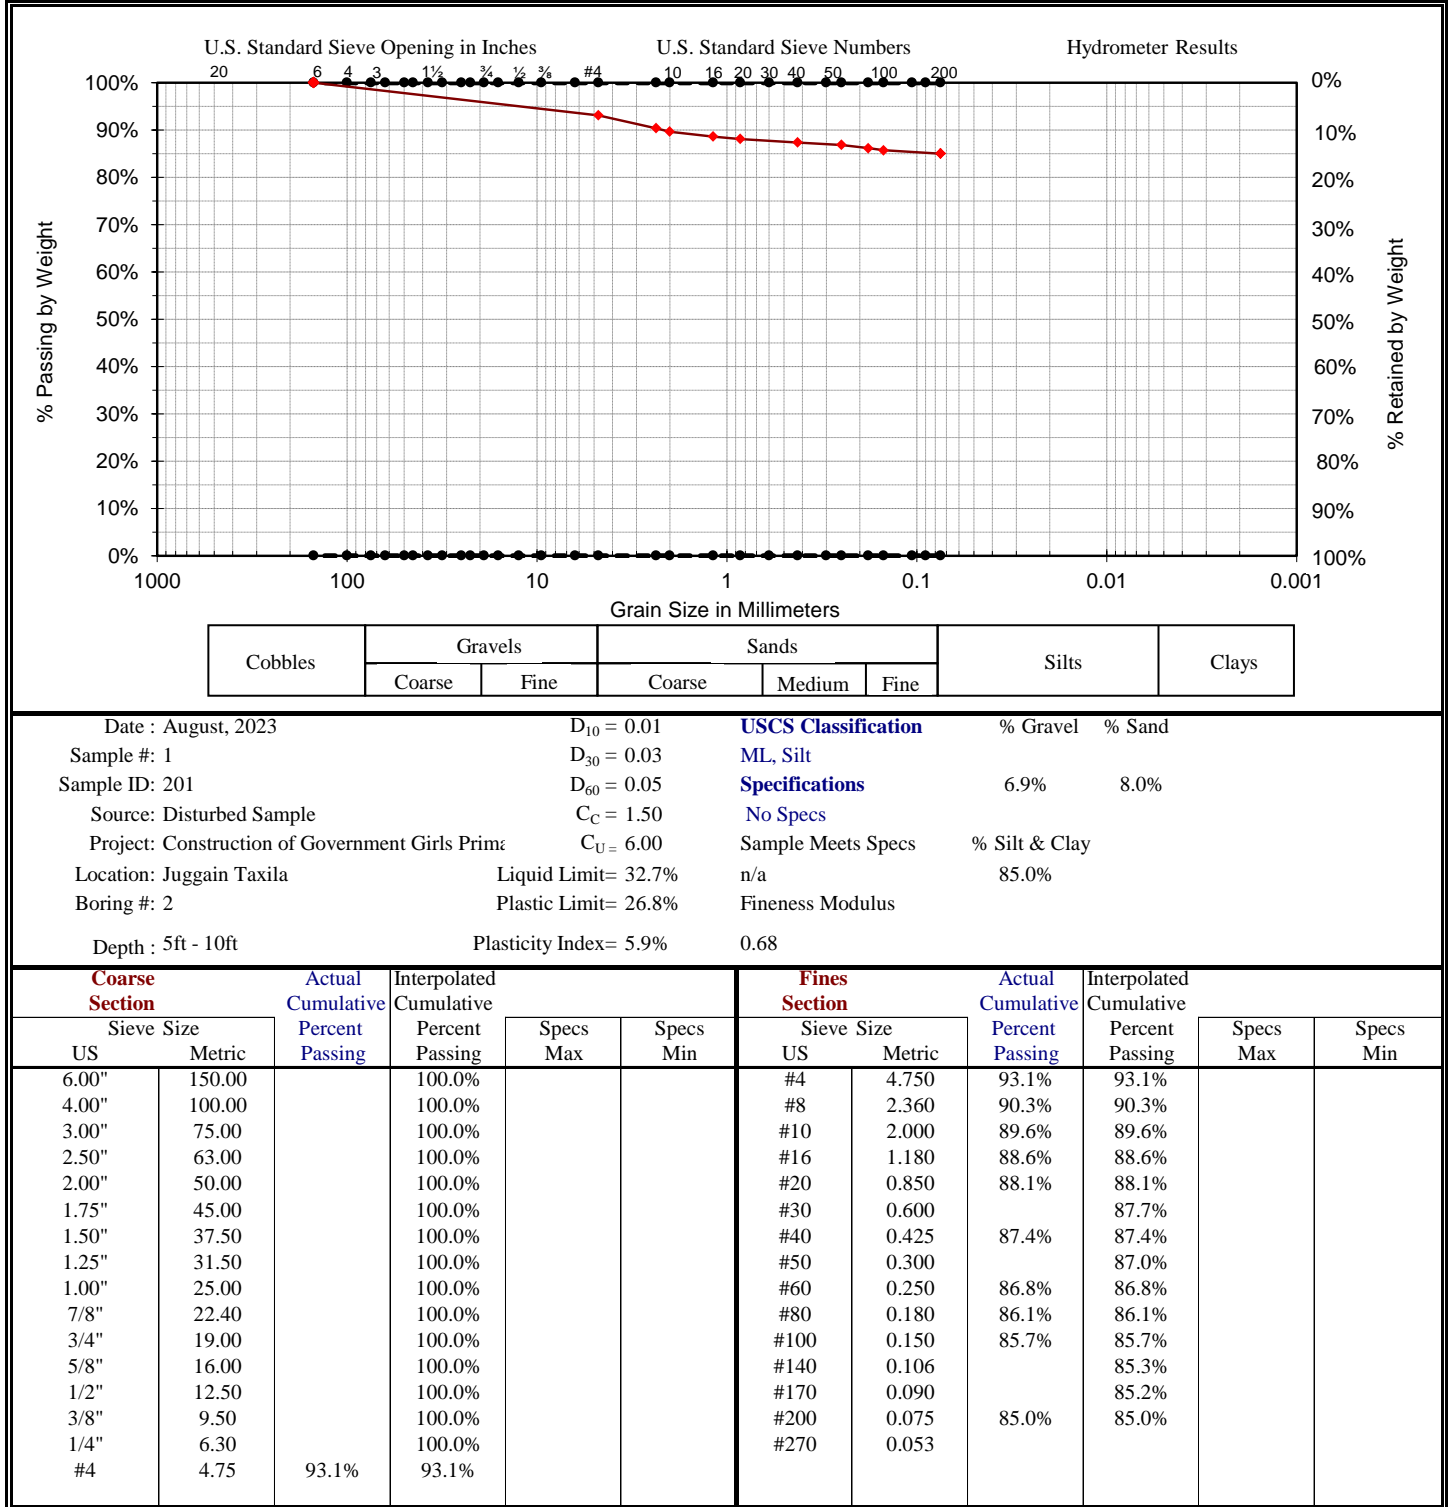 U.S. Standard Sieve Opening in Inches U.S. Standard Sieve Numbers Hydrometer Results
20 6 4 3 1½ ¾ ½ ⅜ #4 10 16 20 30 40 50 100 200
100% 0%
90% 10%
80% 20%
70% 30%
60% 40%
50% 50%
40% 60%
30% 70%
20% 80%
10% 90%
0% 100%
% Passing by Weight
% Retained by Weight
1000 100 10 1 0.1 0.01 0.001
Grain Size in Millimeters
Cobbles Gravels Sands Silts Clays
Coarse Fine Coarse Medium Fine
Date : August, 2023 D10 = 0.01 USCS Classification % Gravel % Sand
Sample #: 1 D30 = 0.03 ML, Silt
Sample ID: 201 D60 = 0.05 Specifications 6.9% 8.0%
Source: Disturbed Sample CC = 1.50 No Specs
Project: Construction of Government Girls Prima CU = 6.00 Sample Meets Specs % Silt & Clay
Location: Juggain Taxila Liquid Limit= 32.7% n/a 85.0%
Boring #: 2 Plastic Limit= 26.8% Fineness Modulus
Depth : 5ft - 10ft Plasticity Index= 5.9% 0.68
Coarse Actual Interpolated Fines Actual Interpolated
Section Cumulative Cumulative Section Cumulative Cumulative
Sieve Size Percent Percent Specs Specs Sieve Size Percent Percent Specs Specs
US Metric Passing Passing Max Min US Metric Passing Passing Max Min
6.00" 150.00 100.0% #4 4.750 93.1% 93.1%
4.00" 100.00 100.0% #8 2.360 90.3% 90.3%
3.00" 75.00 100.0% #10 2.000 89.6% 89.6%
2.50" 63.00 100.0% #16 1.180 88.6% 88.6%
2.00" 50.00 100.0% #20 0.850 88.1% 88.1%
1.75" 45.00 100.0% #30 0.600 87.7%
1.50" 37.50 100.0% #40 0.425 87.4% 87.4%
1.25" 31.50 100.0% #50 0.300 87.0%
1.00" 25.00 100.0% #60 0.250 86.8% 86.8%
7/8" 22.40 100.0% #80 0.180 86.1% 86.1%
3/4" 19.00 100.0% #100 0.150 85.7% 85.7%
5/8" 16.00 100.0% #140 0.106 85.3%
1/2" 12.50 100.0% #170 0.090 85.2%
3/8" 9.50 100.0% #200 0.075 85.0% 85.0%
1/4" 6.30 100.0% #270 0.053
#4 4.75 93.1% 93.1%